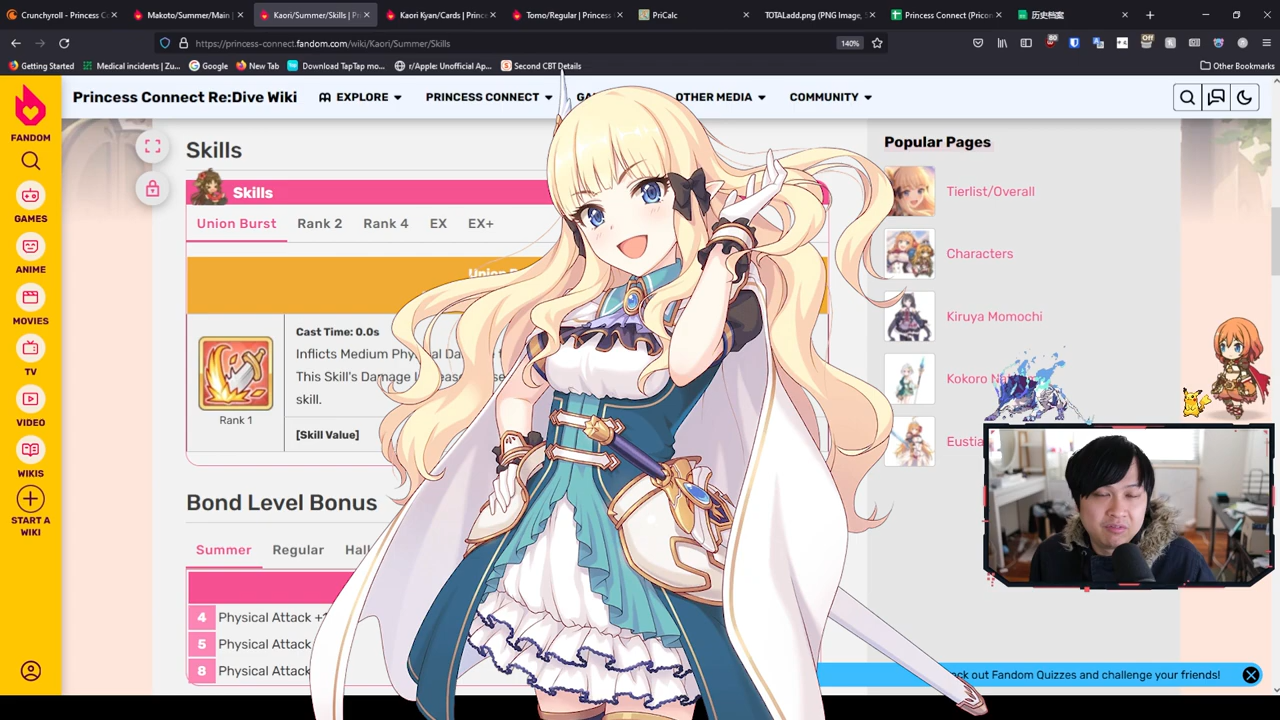 Crunchyroll - Princess C
Makoto/Summer/Main |
Kaori/Summer/Skills | Pri
Kaori Kyan/Cards | Prince
Tomo/Regular | Princess
PriCalc
TOTALadd.png (PNG Image,
Princess Connect (Pricon
历史档案
https://princess-connect.fandom.com/wiki/Kaori/Summer/Skills
140%
80
Off
Getting Started
Medical incidents | Zu...
Google
New Tab
Download TapTap mo...
r/Apple: Unofficial Ap...
Second CBT Details
Other Bookmarks
Princess Connect Re:Dive Wiki
EXPLORE
PRINCESS CONNECT
OTHER MEDIA
COMMUNITY
FANDOM
GAMES
ANIME
MOVIES
TV
VIDEO
WIKIS
START A
WIKI
Skills
Skills
Union Burst
Rank 2
Rank 4
EX
EX+
Union
Cast Time: 0.0s
Inflicts Medium
This Skill's Damage
skill.
[Skill Value]
Rank 1
Bond Level Bonus
Summer
Regular
4 Physical Attack
5 Physical Attack
8 Physical Attack
Popular Pages
Tierlist/Overall
Characters
Kiruya Momochi
Kokoro
out Fandom Quizzes and challenge your friends!